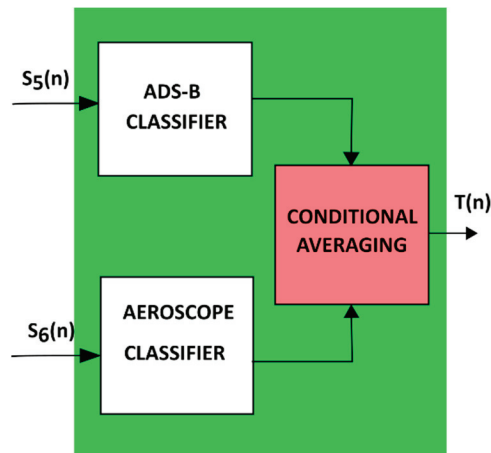 S5(n)
ADS-B
CLASSIFIER
CONDITIONAL
AVERAGING
T(n)
S6(n)
AEROSCOPE
CLASSIFIER